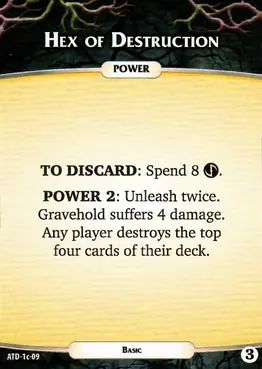 Hex of Destruction
POWER
TO DISCARD: Spend 8 .
POWER 2: Unleash twice.
Gravehold suffers 4 damage.
Any player destroys the top
four cards of their deck.
ATD-1c-09
Basic
3